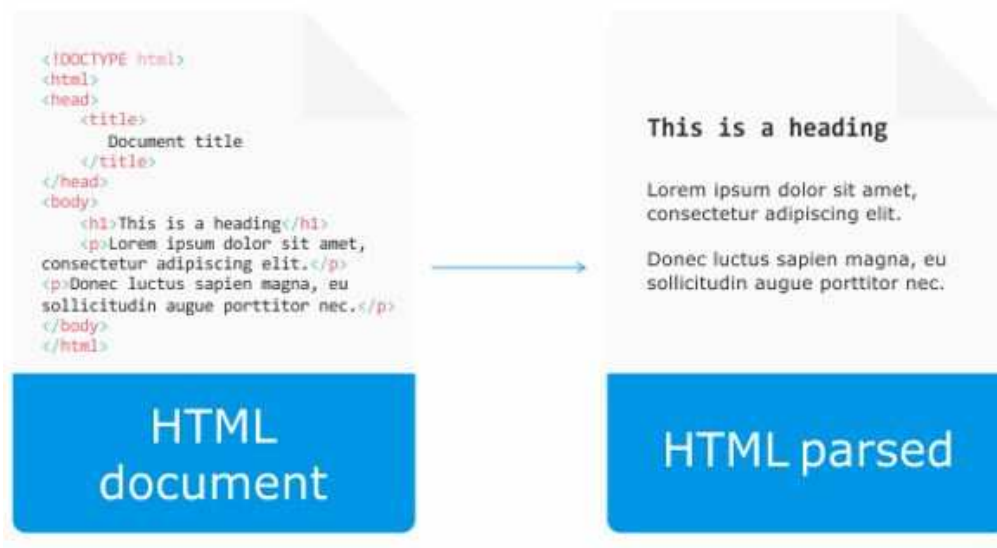 <!DOCTYPE html>
<html>
<head>
<title>
Document title
</title>
</head>
<body>
<h1>This is a heading</h1>
<p>Lorem ipsum dolor sit amet,
consectetur adipiscing elit.</p>
<p>Donec luctus sapien magna, eu
sollicitudin augue porttitor nec.</p>
</body>
</html>
HTML
document
This is a heading
Lorem ipsum dolor sit amet,
consectetur adipiscing elit.
Donec luctus sapien magna, eu
sollicitudin augue porttitor nec.
HTML parsed